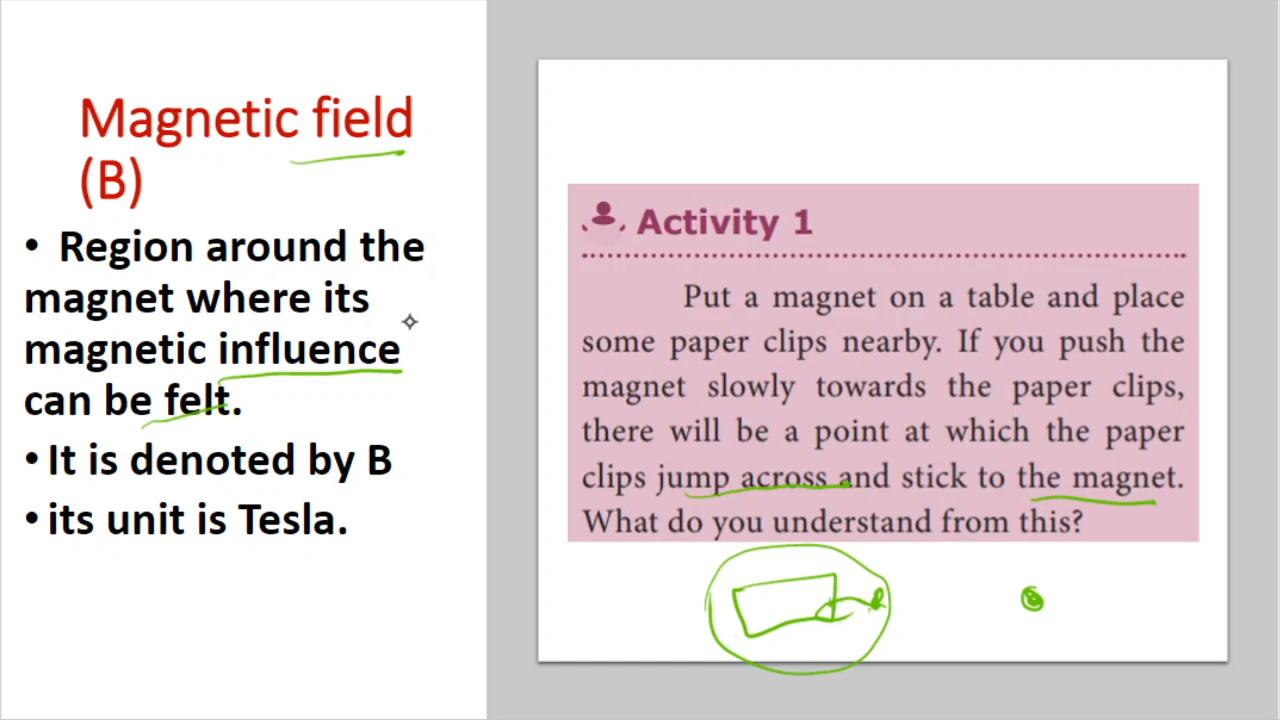 Magnetic field
(B)
• Region around the
magnet where its
magnetic influence
can be felt.
• It is denoted by B
• its unit is Tesla.
Activity 1
Put a magnet on a table and place
some paper clips nearby. If you push the
magnet slowly towards the paper clips,
there will be a point at which the paper
clips jump across and stick to the magnet.
What do you understand from this?